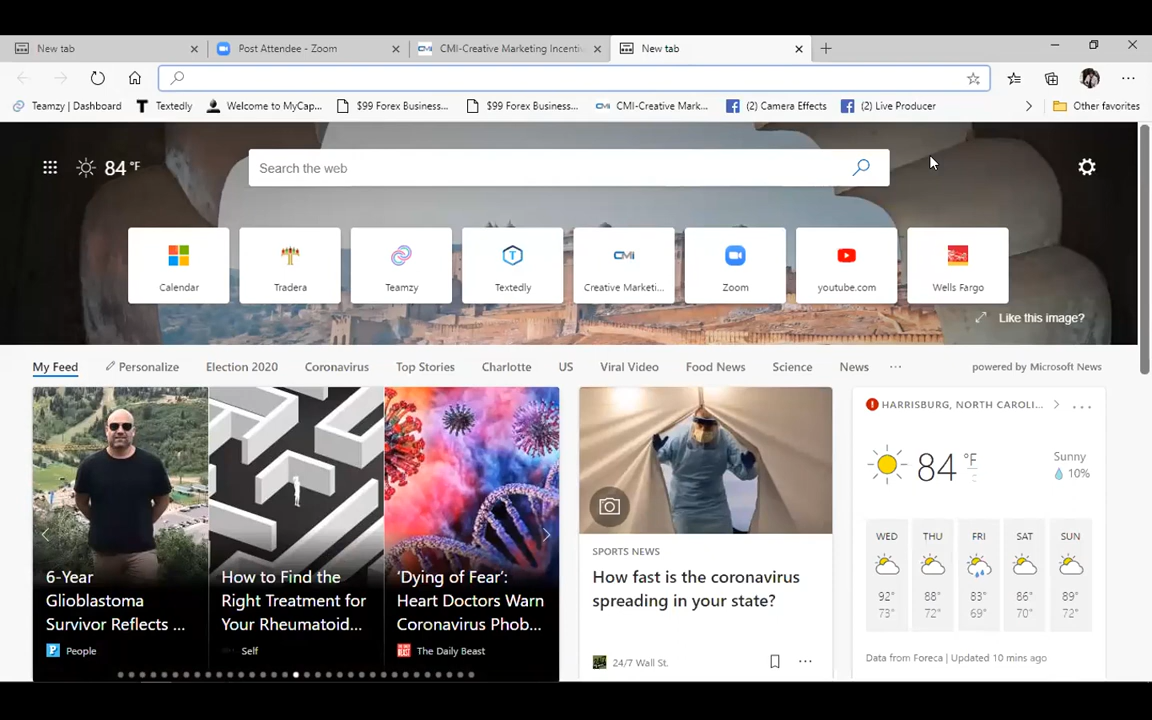 New tab
Post Attendee - Zoom
CMI-Creative Marketing Incenti
New tab
Teamzy | Dashboard
Textedly
Welcome to MyCap...
$99 Forex Business...
$99 Forex Business...
CMI-Creative Mark...
(2) Camera Effects
(2) Live Producer
Other favorites
84 °F
Search the web
Calendar
Tradera
Teamzy
Textedly
Creative Marketi...
Zoom
youtube.com
Wells Fargo
Like this image?
My Feed
Personalize
Election 2020
Coronavirus
Top Stories
Charlotte
US
Viral Video
Food News
Science
News
powered by Microsoft News
6-Year
Glioblastoma
Survivor Reflects ...
People
How to Find the
Right Treatment for
Your Rheumatoid...
Self
'Dying of Fear':
Heart Doctors Warn
Coronavirus Phob...
The Daily Beast
SPORTS NEWS
How fast is the coronavirus
spreading in your state?
24/7 Wall St.
HARRISBURG, NORTH CAROLI...
84 °F
Sunny
10%
WED THU FRI SAT SUN
92° 88° 83° 86° 89°
73° 72° 69° 70° 72°
Data from Foreca | Updated 10 mins ago